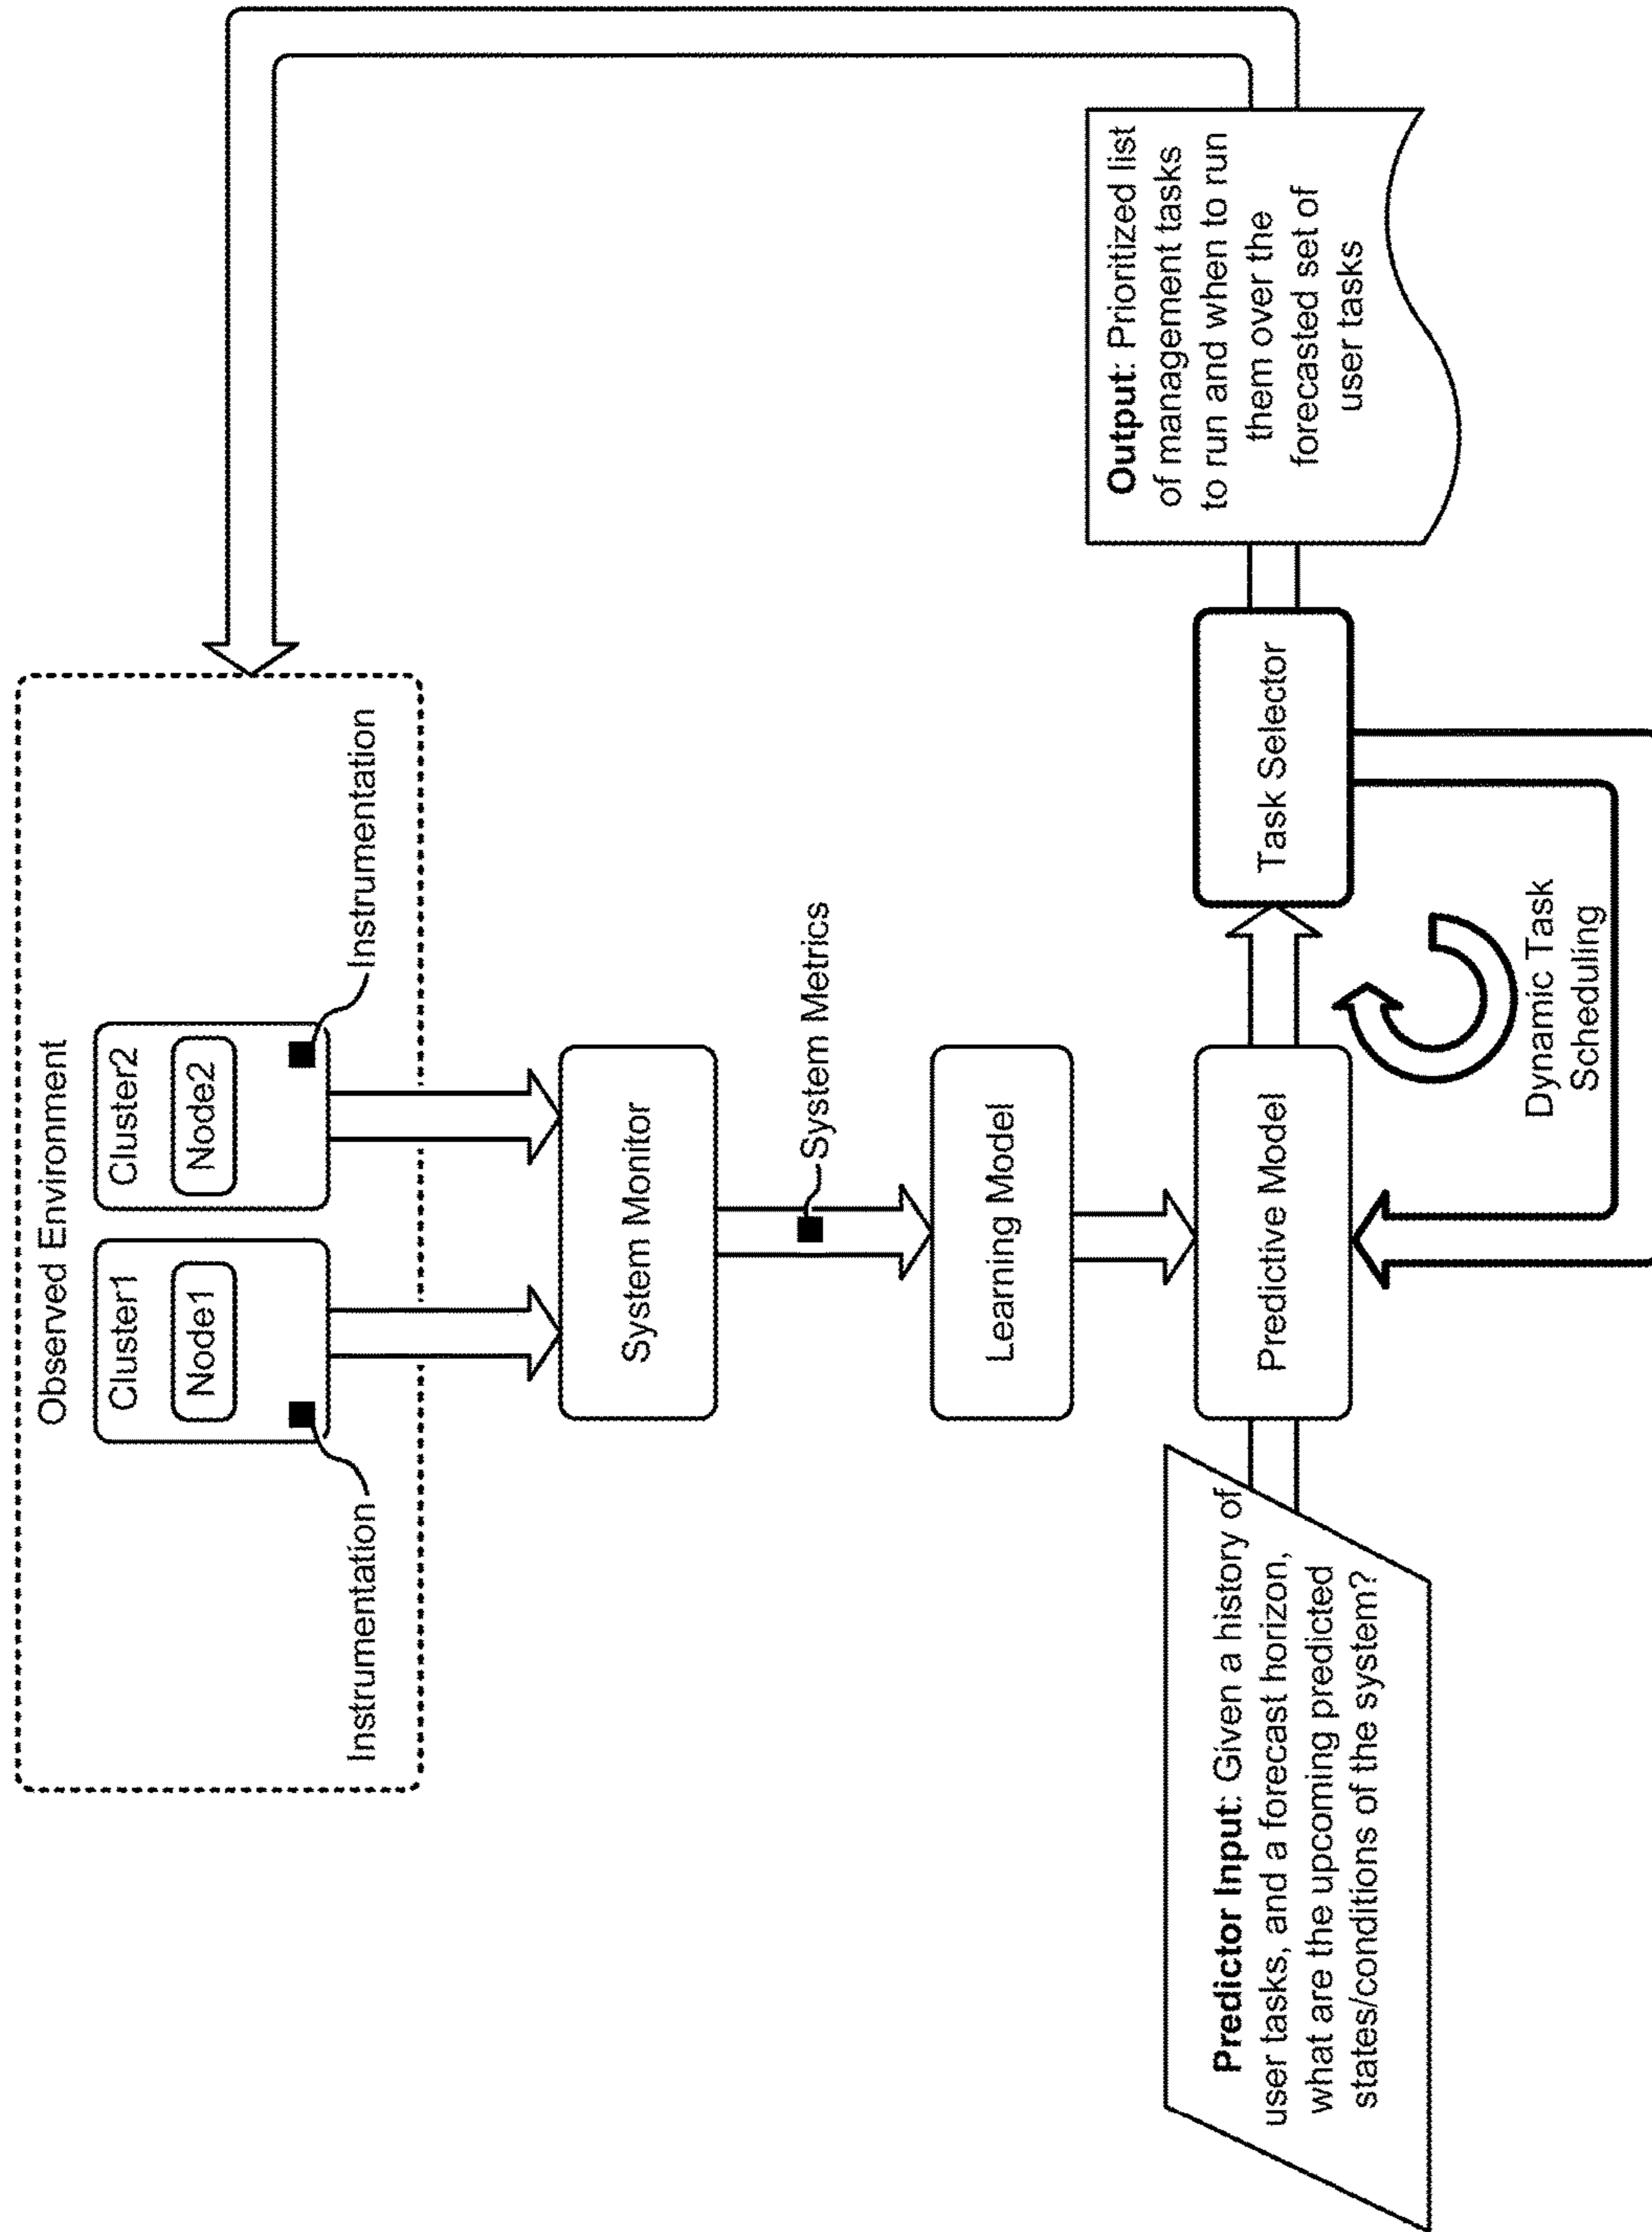 Observed Environment
Cluster1
Node1
Cluster2
Node2
Instrumentation
Instrumentation
System Monitor
System Metrics
Learning Model
Predictor Input: Given a history of
user tasks, and a forecast horizon,
what are the upcoming predicted
states/conditions of the system?
Predictive Model
Task Selector
Dynamic Task
Scheduling
Output: Prioritized list
of management tasks
to run and when to run
them over the
forecasted set of
user tasks